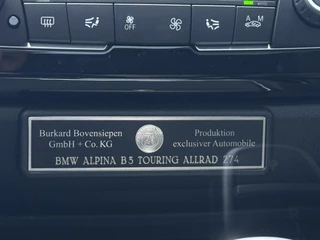 OFF
A M
Burkard Bovensiepen
GmbH + Co. KG
Produktion
exclusiver Automobile
BMW ALPINA B5 TOURING ALLRAD 274